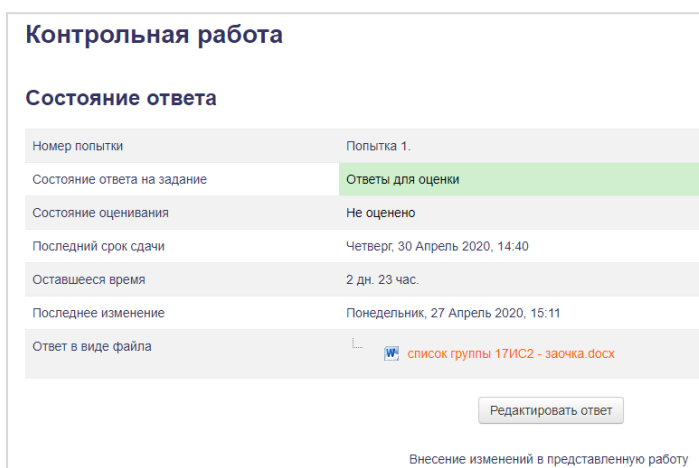 Контрольная работа
Состояние ответа
Номер попытки Попытка 1.
Состояние ответа на задание Ответы для оценки
Состояние оценивания Не оценено
Последний срок сдачи Четверг, 30 Апрель 2020, 14:40
Оставшееся время 2 дн. 23 час.
Последнее изменение Понедельник, 27 Апрель 2020, 15:11
Ответ в виде файла список группы 17ИС2 - заочка.docx
Редактировать ответ
Внесение изменений в представленную работу